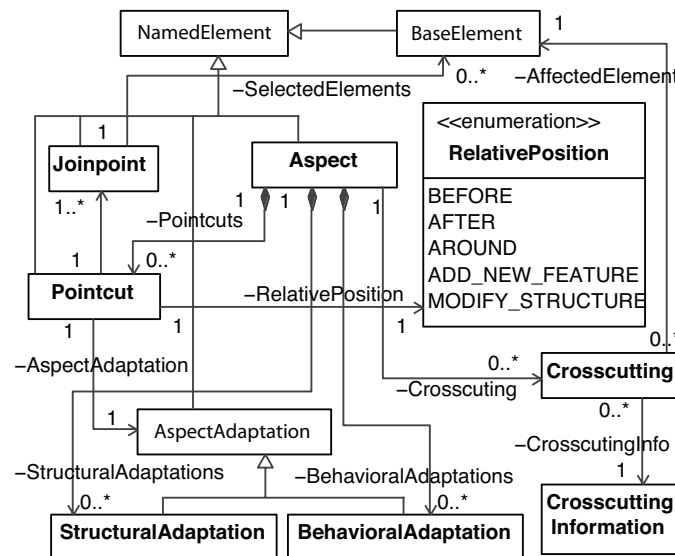 NamedElement
BaseElement
1
0..*
−AffectedElement
−SelectedElements
<<enumeration>>
RelativePosition
1
Joinpoint
Aspect
BEFORE
AFTER
AROUND
ADD_NEW_FEATURE
MODIFY_STRUCTURE
1..*
1
1
1
−Pointcuts
1
0..*
Pointcut
−RelativePosition
1
1
1
0..*
−AspectAdaptation
0..*
Crosscutting
−Crosscuting
0..*
1
AspectAdaptation
−CrosscutingInfo
1
−StructuralAdaptations
−BehavioralAdaptations
0..*
0..*
StructuralAdaptation
BehavioralAdaptation
Crosscutting
Information